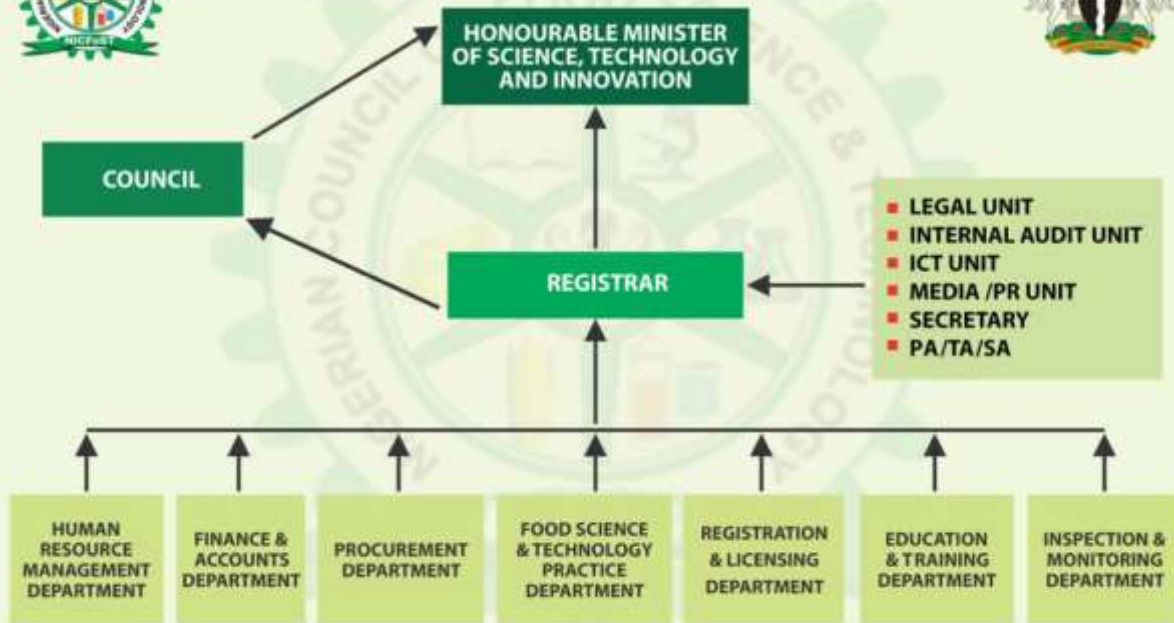 NICFoST
HONOURABLE MINISTER
OF SCIENCE, TECHNOLOGY
AND INNOVATION
COUNCIL
REGISTRAR
LEGAL UNIT
INTERNAL AUDIT UNIT
ICT UNIT
MEDIA /PR UNIT
SECRETARY
PA/TA/SA
HUMAN
RESOURCE
MANAGEMENT
DEPARTMENT
FINANCE &
ACCOUNTS
DEPARTMENT
PROCUREMENT
DEPARTMENT
FOOD SCIENCE
& TECHNOLOGY
PRACTICE
DEPARTMENT
REGISTRATION
& LICENSING
DEPARTMENT
EDUCATION
& TRAINING
DEPARTMENT
INSPECTION &
MONITORING
DEPARTMENT